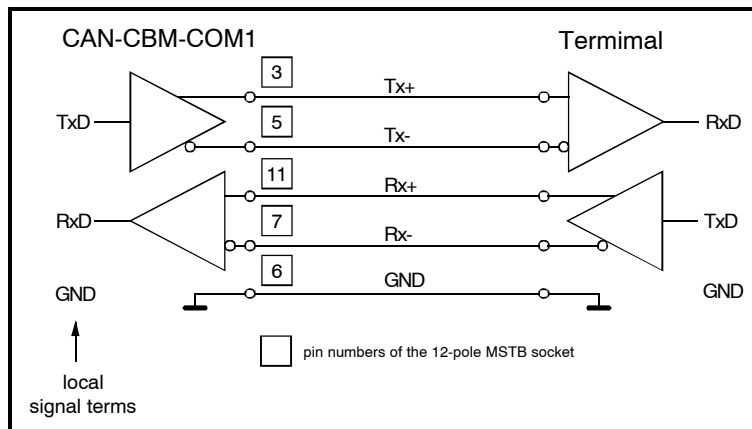 CAN-CBM-COM1 Termimal
3
Tx+
TxD RxD
5
Tx-
11
Rx+
RxD TxD
7
Rx-
6
GND
GND GND
pin numbers of the 12-pole MSTB socket
local
signal terms